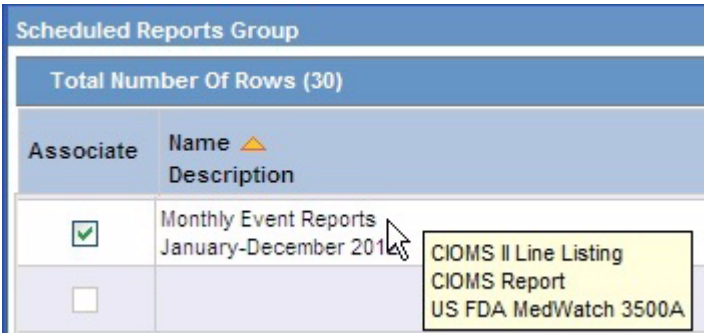 Scheduled Reports Group
Total Number Of Rows (30)
Associate
Name
Description
Monthly Event Reports
January-December
CIOMS II Line Listing
CIOMS Report
US FDA MedWatch 3500A